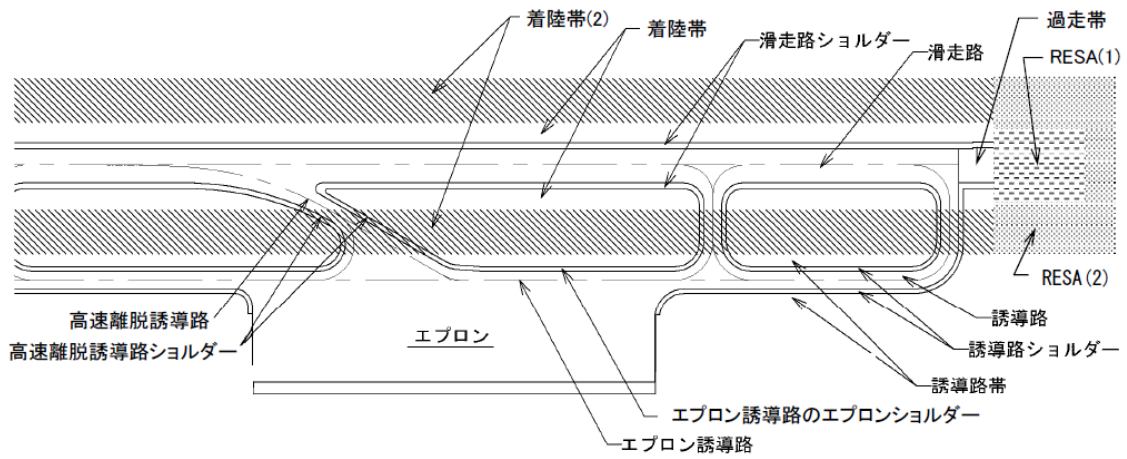 着陸帯(2)
着陸帯
滑走路ショルダー
滑走路
過走帯
RESA(1)
RESA(2)
高速離脱誘導路
高速離脱誘導路ショルダー
エプロン
誘導路
誘導路ショルダー
誘導路帯
エプロン誘導路のエプロンショルダー
エプロン誘導路